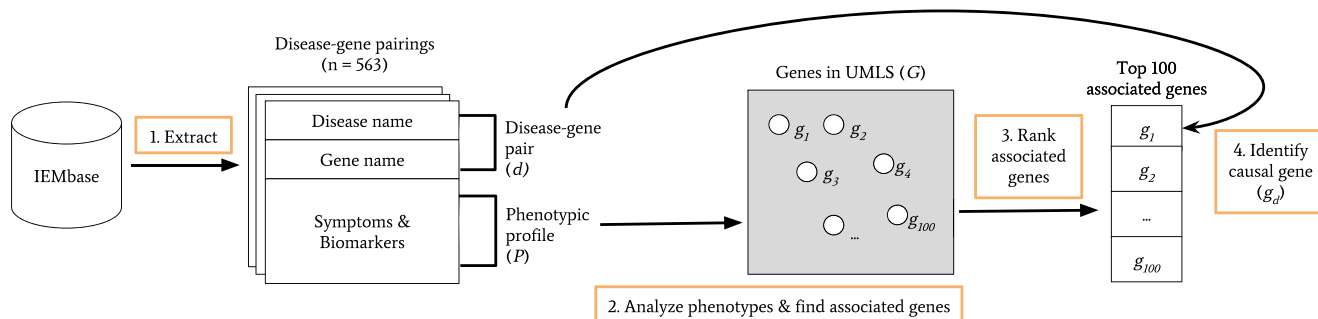 IEMbase
1. Extract
Disease-gene pairings
(n = 563)
Disease name
Gene name
Symptoms &
Biomarkers
Disease-gene
pair
(d)
Phenotypic
profile
(P)
2. Analyze phenotypes & find associated genes
Genes in UMLS (G)
g1
g2
g3
g4
...
g100
3. Rank
associated
genes
Top 100
associated genes
g1
g2
...
g100
4. Identify
causal gene
(gd)